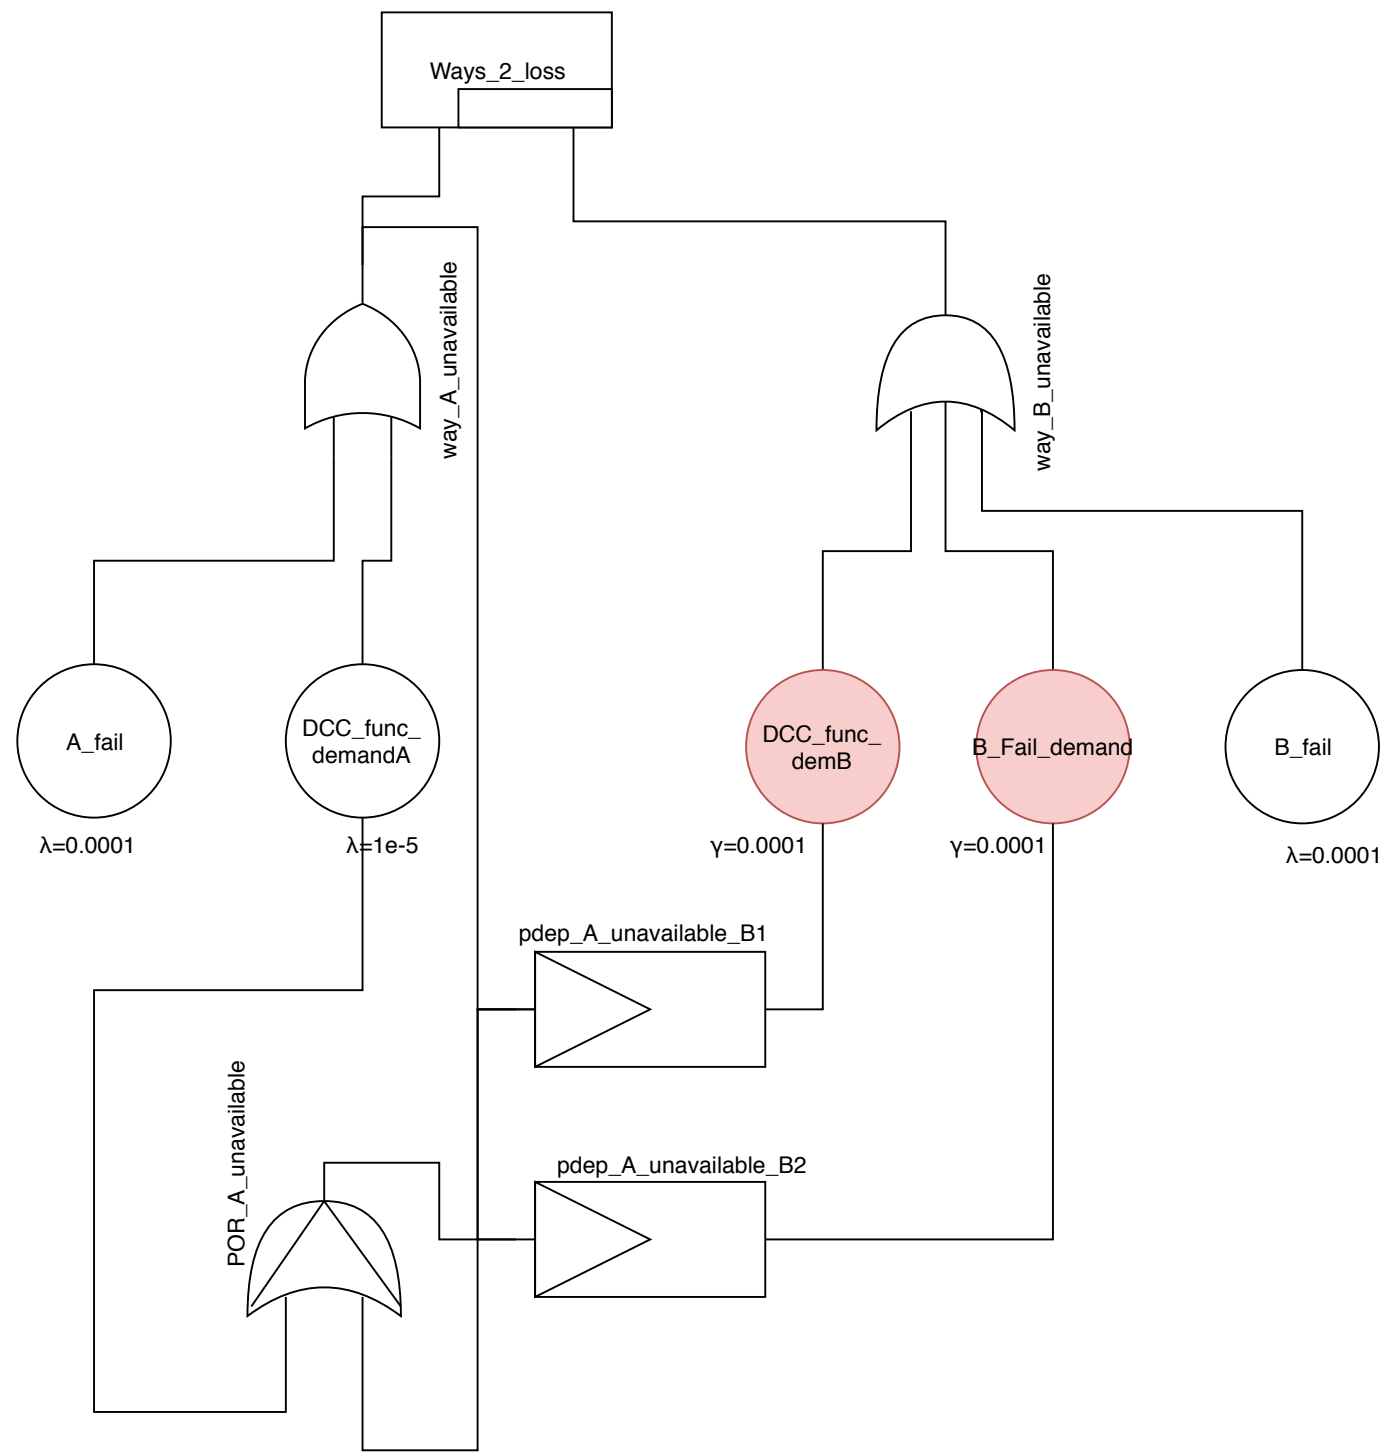 Ways_2_loss
way_A_unavailable
way_B_unavailable
A_fail
DCC_func_
demandA
DCC_func_
demB
B_Fail_demand
B_fail
λ=0.0001
λ=1e-5
γ=0.0001
γ=0.0001
λ=0.0001
pdep_A_unavailable_B1
POR_A_unavailable
pdep_A_unavailable_B2